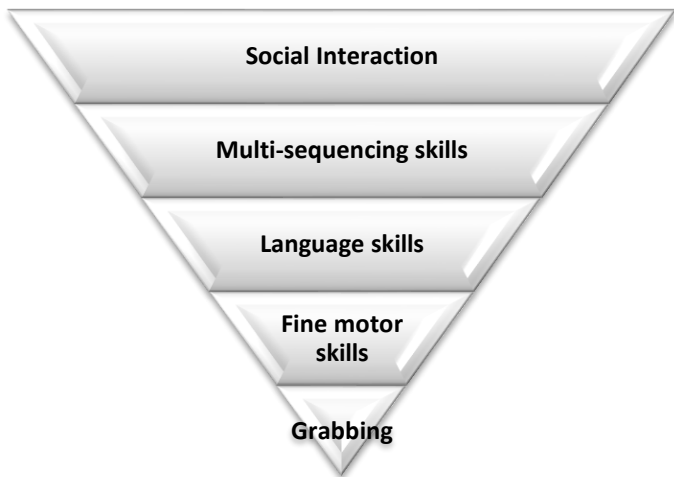 Social Interaction
Multi-sequencing skills
Language skills
Fine motor
skills
Grabbing